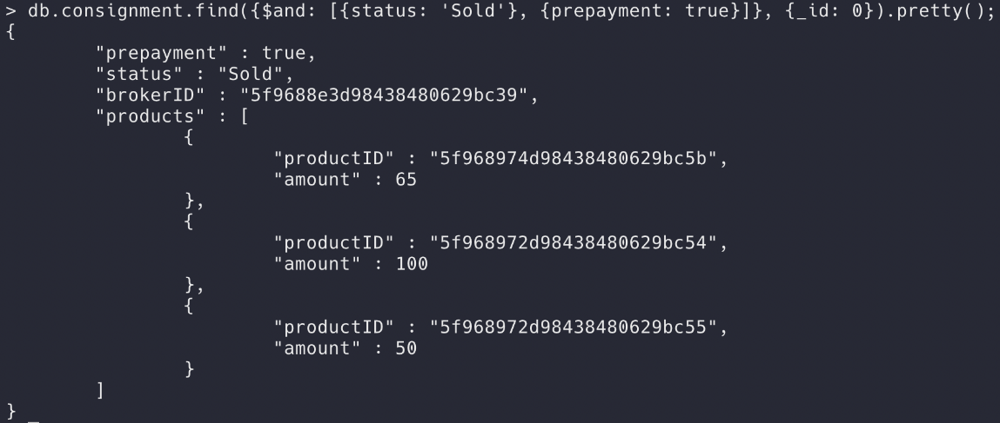 > db.consignment.find({$and: [{status: 'Sold'}, {prepayment: true}]}, {_id: 0}).pretty();
{
        "prepayment" : true,
        "status" : "Sold",
        "brokerID" : "5f9688e3d98438480629bc39",
        "products" : [
                {
                        "productID" : "5f968974d98438480629bc5b",
                        "amount" : 65
                },
                {
                        "productID" : "5f968972d98438480629bc54",
                        "amount" : 100
                },
                {
                        "productID" : "5f968972d98438480629bc55",
                        "amount" : 50
                }
        ]
}